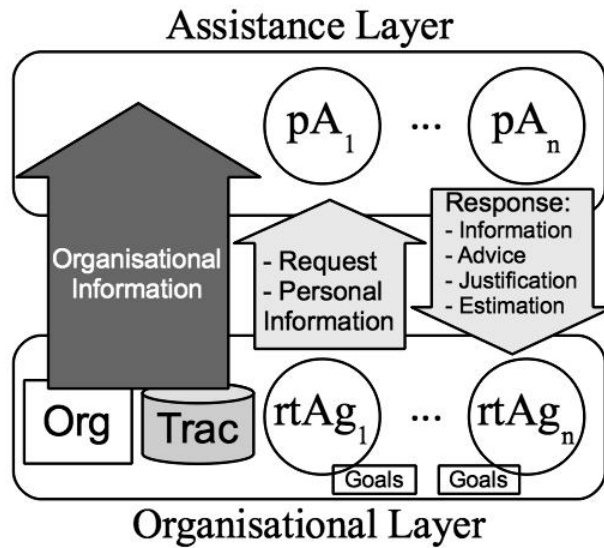 Assistance Layer
pA1
...
pAn
Organisational
Information
- Request
- Personal
Information
Response:
- Information
- Advice
- Justification
- Estimation
Org
Trac
rtAg1
...
rtAgn
Goals
Goals
Organisational Layer